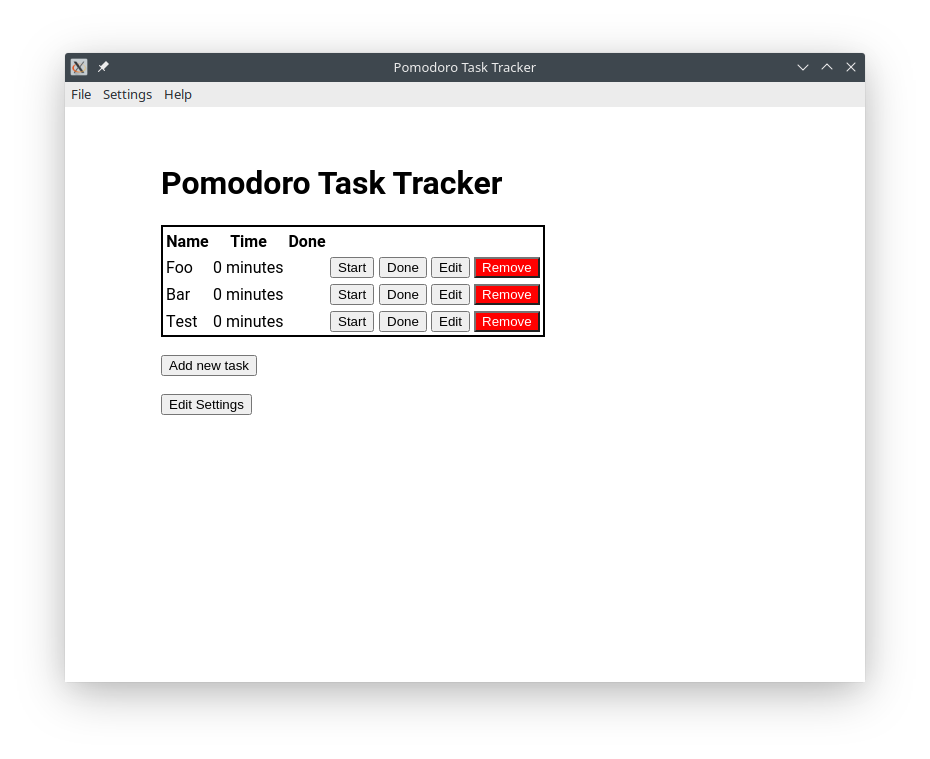 Pomodoro Task Tracker
File Settings Help
Pomodoro Task Tracker
Name Time Done
Foo 0 minutes Start Done Edit Remove
Bar 0 minutes Start Done Edit Remove
Test 0 minutes Start Done Edit Remove
Add new task
Edit Settings